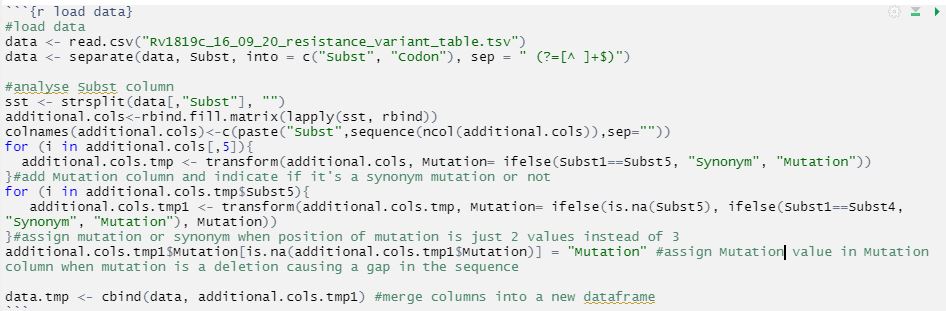 ```{r load data}
#load data
data <- read.csv("Rv1819c_16_09_20_resistance_variant_table.tsv")
data <- separate(data, Subst, into = c("Subst", "Codon"), sep = " (?=[^ ]+$)")
#analyse Subst column
sst <- strsplit(data[,"Subst"], "")
additional.cols<-rbind.fill.matrix(lapply(sst, rbind))
colnames(additional.cols)<-c(paste("Subst",sequence(ncol(additional.cols)),sep=""))
for (i in additional.cols[,5]){
additional.cols.tmp <- transform(additional.cols, Mutation= ifelse(Subst1==Subst5, "Synonym", "Mutation"))
}#add Mutation column and indicate if it's a synonym mutation or not
for (i in additional.cols.tmp$Subst5){
additional.cols.tmp1 <- transform(additional.cols.tmp, Mutation= ifelse(is.na(Subst5), ifelse(Subst1==Subst4,
"Synonym", "Mutation"), Mutation))
}#assign mutation or synonym when position of mutation is just 2 values instead of 3
additional.cols.tmp1$Mutation[is.na(additional.cols.tmp1$Mutation)] = "Mutation" #assign Mutation value in Mutation
column when mutation is a deletion causing a gap in the sequence
data.tmp <- cbind(data, additional.cols.tmp1) #merge columns into a new dataframe
```